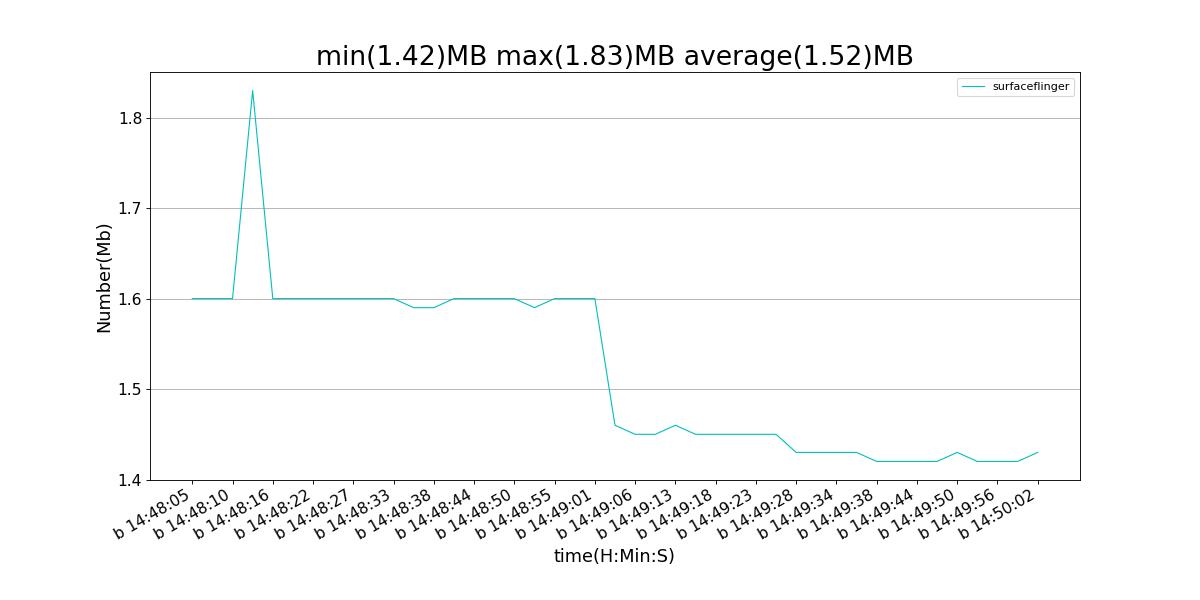 min(1.42)MB max(1.83)MB average(1.52)MB
surfaceflinger
1.8
1.7
1.6
1.5
1.4
Number(Mb)
b 14:48:05
b 14:48:10
b 14:48:16
b 14:48:22
b 14:48:27
b 14:48:33
b 14:48:38
b 14:48:44
b 14:48:50
b 14:48:55
b 14:49:01
b 14:49:06
b 14:49:13
b 14:49:18
b 14:49:23
b 14:49:28
b 14:49:34
b 14:49:38
b 14:49:44
b 14:49:50
b 14:49:56
b 14:50:02
time(H:Min:S)